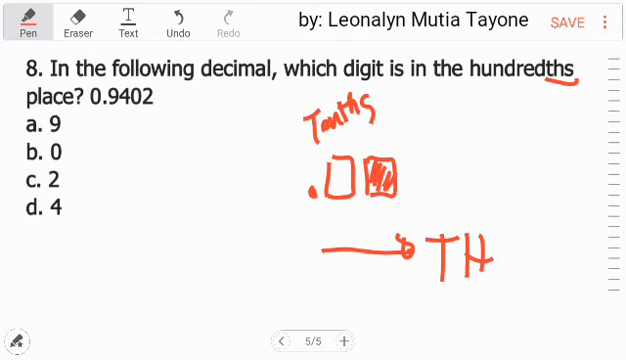 by: Leonalyn Mutia Tayone
SAVE
Pen
Eraser
Text
Undo
Redo
8. In the following decimal, which digit is in the hundredths
place? 0.9402
a. 9
b. 0
c. 2
d. 4
Tenths
TH
5/5